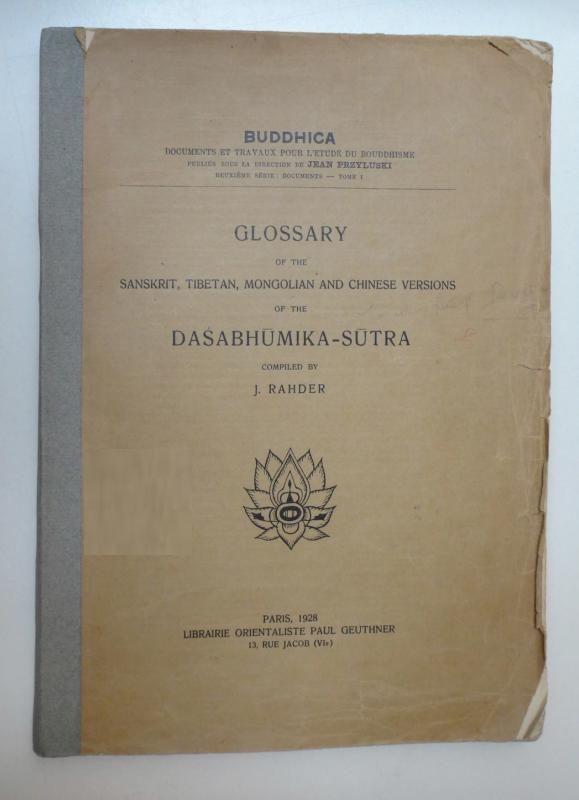 BUDDHICA
DOCUMENTS ET TRAVAUX POUR L'ÉTUDE DU BOUDDHISME
PUBLIÉS SOUS LA DIRECTION DE JEAN PRZYLUSKI
DEUXIÈME SÉRIE : DOCUMENTS — TOME I
GLOSSARY
OF THE
SANSKRIT, TIBETAN, MONGOLIAN AND CHINESE VERSIONS
OF THE
DAŚABHŪMIKA-SŪTRA
COMPILED BY
J. RAHDER
PARIS, 1928
LIBRAIRIE ORIENTALISTE PAUL GEUTHNER
13, RUE JACOB (VIe)